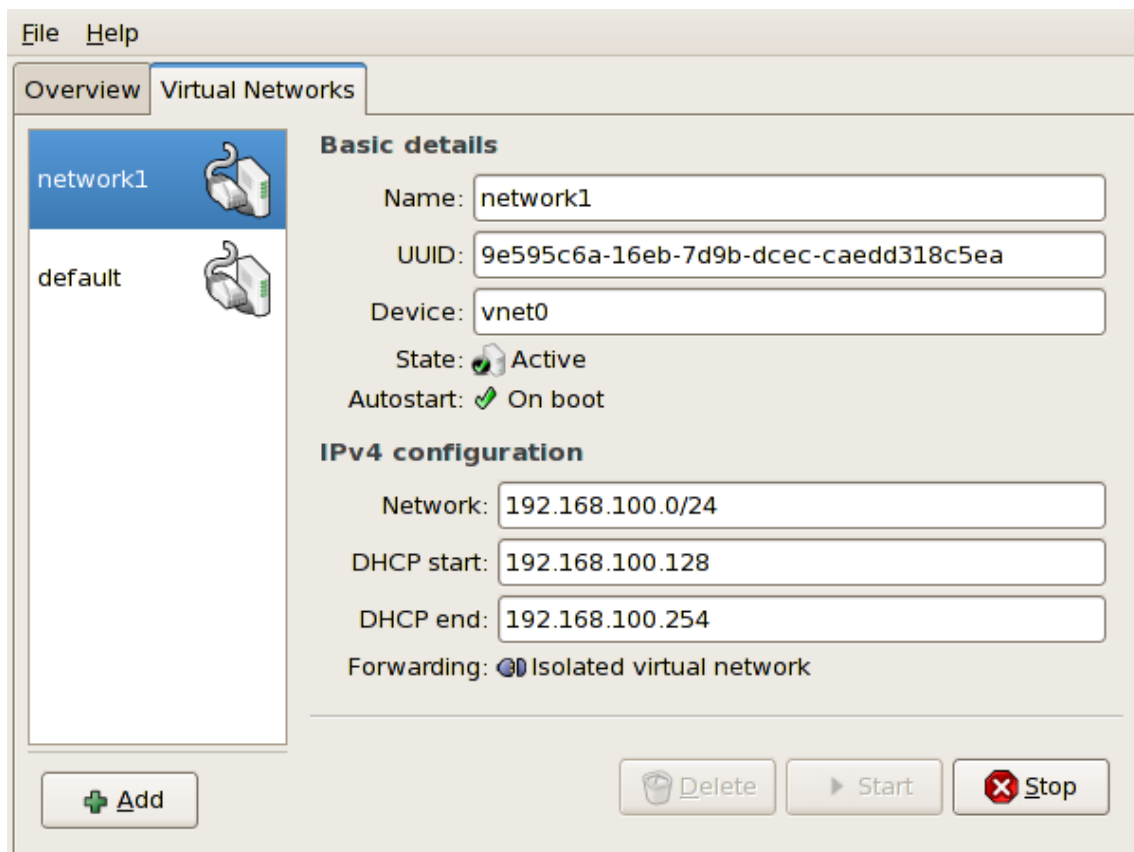 File Help
Overview Virtual Networks
network1
default
Basic details
Name: network1
UUID: 9e595c6a-16eb-7d9b-dcec-caedd318c5ea
Device: vnet0
State: Active
Autostart: On boot
IPv4 configuration
Network: 192.168.100.0/24
DHCP start: 192.168.100.128
DHCP end: 192.168.100.254
Forwarding: Isolated virtual network
Add
Delete Start Stop